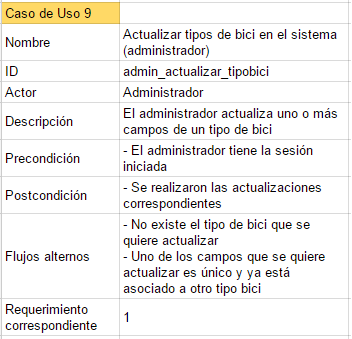 Caso de Uso 9
Nombre
Actualizar tipos de bici en el sistema
(administrador)
ID
admin_actualizar_tipobici
Actor
Administrador
Descripción
El administrador actualiza uno o más
campos de un tipo de bici
Precondición
- El administrador tiene la sesión
iniciada
Postcondición
- Se realizaron las actualizaciones
correspondientes
Flujos alternos
- No existe el tipo de bici que se
quiere actualizar
- Uno de los campos que se quiere
actualizar es único y ya está
asociado a otro tipo bici
Requerimiento
correspondiente
1